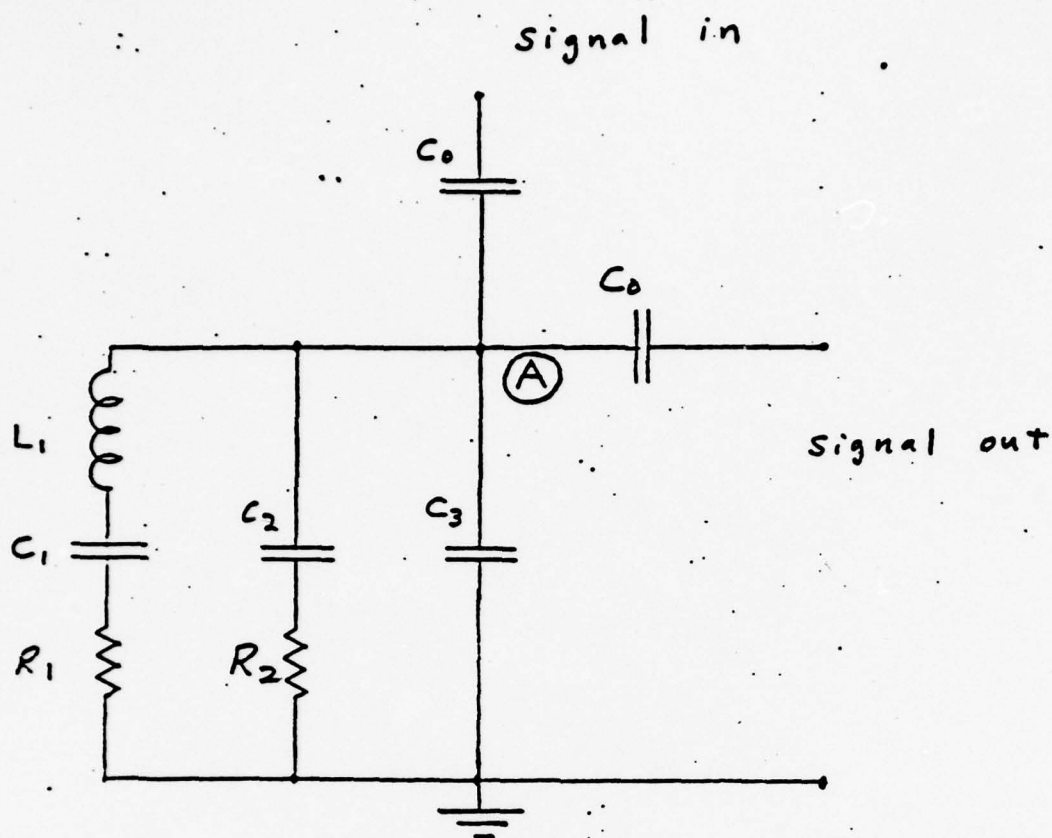 signal in
C₀
C₀
A
L₁
signal out
C₂
C₃
C₁
R₁
R₂